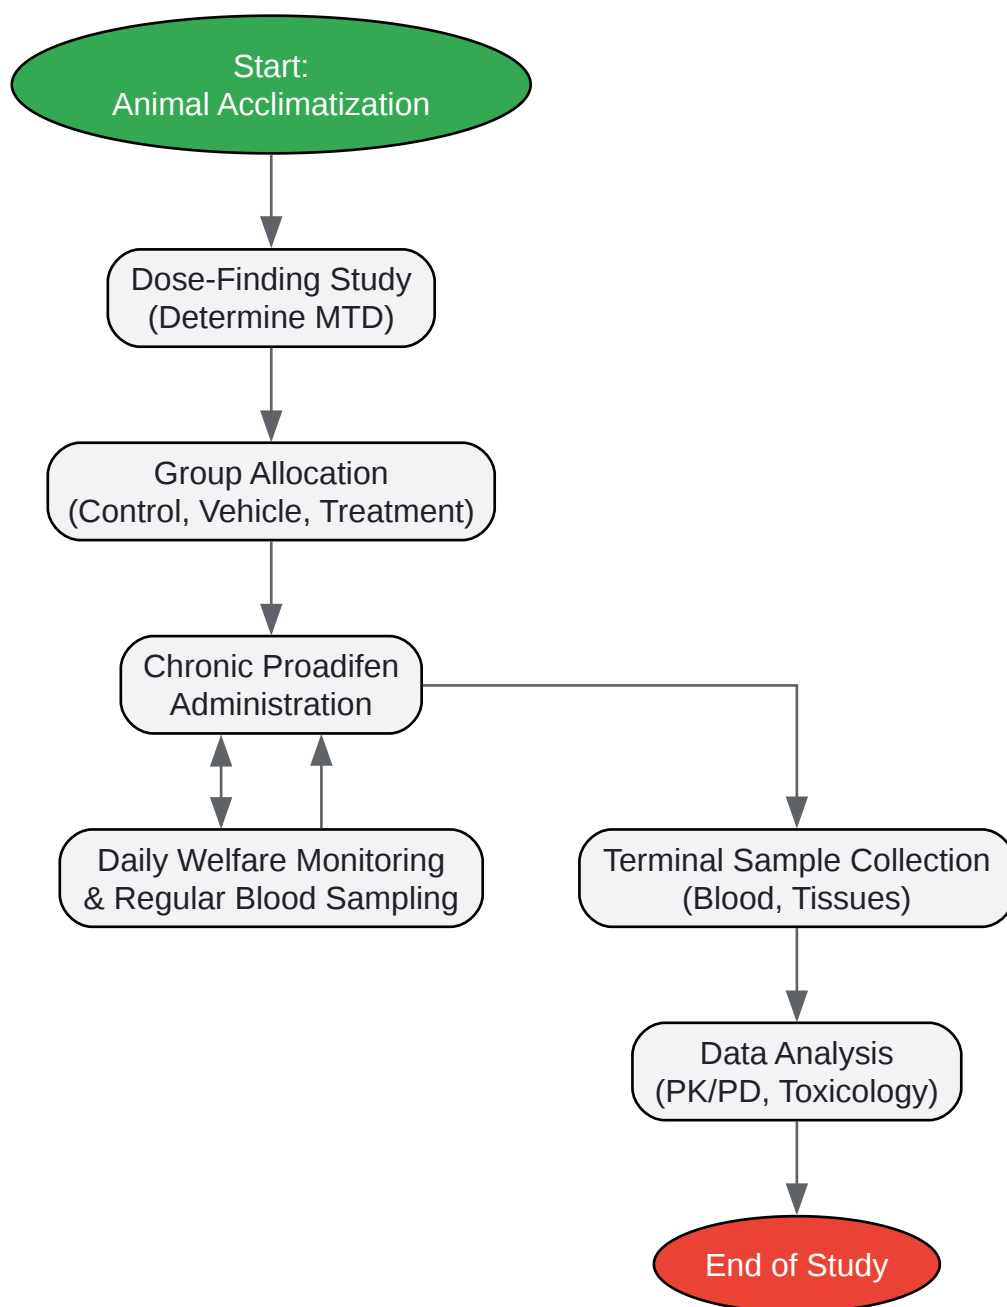 Start:
Animal Acclimatization
Dose-Finding Study
(Determine MTD)
Group Allocation
(Control, Vehicle, Treatment)
Chronic Proadifen
Administration
Daily Welfare Monitoring
& Regular Blood Sampling
Terminal Sample Collection
(Blood, Tissues)
Data Analysis
(PK/PD, Toxicology)
End of Study